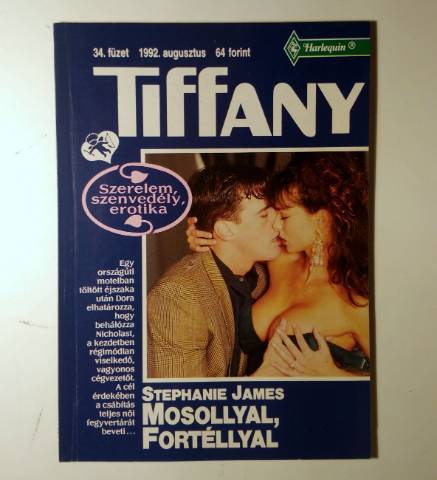 34. füzet 1992. augusztus 64 forint
Harlequin ®
TIffANY
Szerelem,
szenvedély,
erotika
Egy
országúti
motelban
töltött éjszaka
után Dora
elhatározza,
hogy
behálózza
Nicholast,
a kezdetben
régimódian
viselkedő,
vagyonos
cégvezetőt.
A cél
érdekében
a csábítás
teljes női
fegyvertárát
beveti ...
STEPHANIE JAMES
MOSOLLYAL,
FORTÉLLYAL